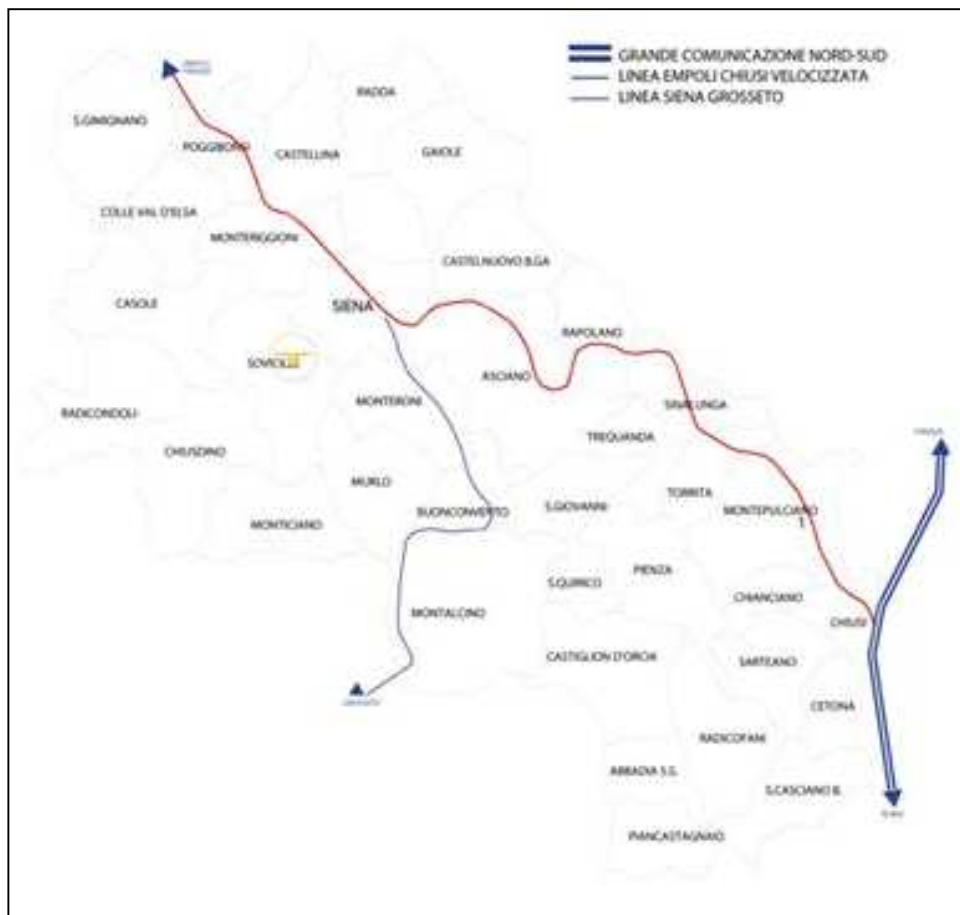 GRANDE COMUNICAZIONE NORD-SUD
LINEA EMPOLI CHIUSI VELOCIZZATA
LINEA SIENA GROSSETO
RADDA
S.GIMIGNANO
POGGIBONSI
CASTELLINA
GAIOLE
COLLE VAL D'ELSA
MONTERIGGIONI
CASTELNUOVO B.GA
CASOLE
SIENA
RAPOLANO
SOVICILLE
ASCIANO
MONTERONI
SINALUNGA
RADICONDOLI
TREQUANDA
CHIUSDINO
MURLO
TORRITA
BUONCONVENTO
S.GIOVANNI
MONTEPULCIANO
MONTICIANO
1
PIENZA
S.QUIRICO
CHIANCIANO
MONTALCINO
CHIUSI
CASTIGLION D'ORCIA
SARTEANO
CETONA
RADICOFANI
ABBADIA S.S.
S.CASCIANO B.
PIANCASTAGNAIO